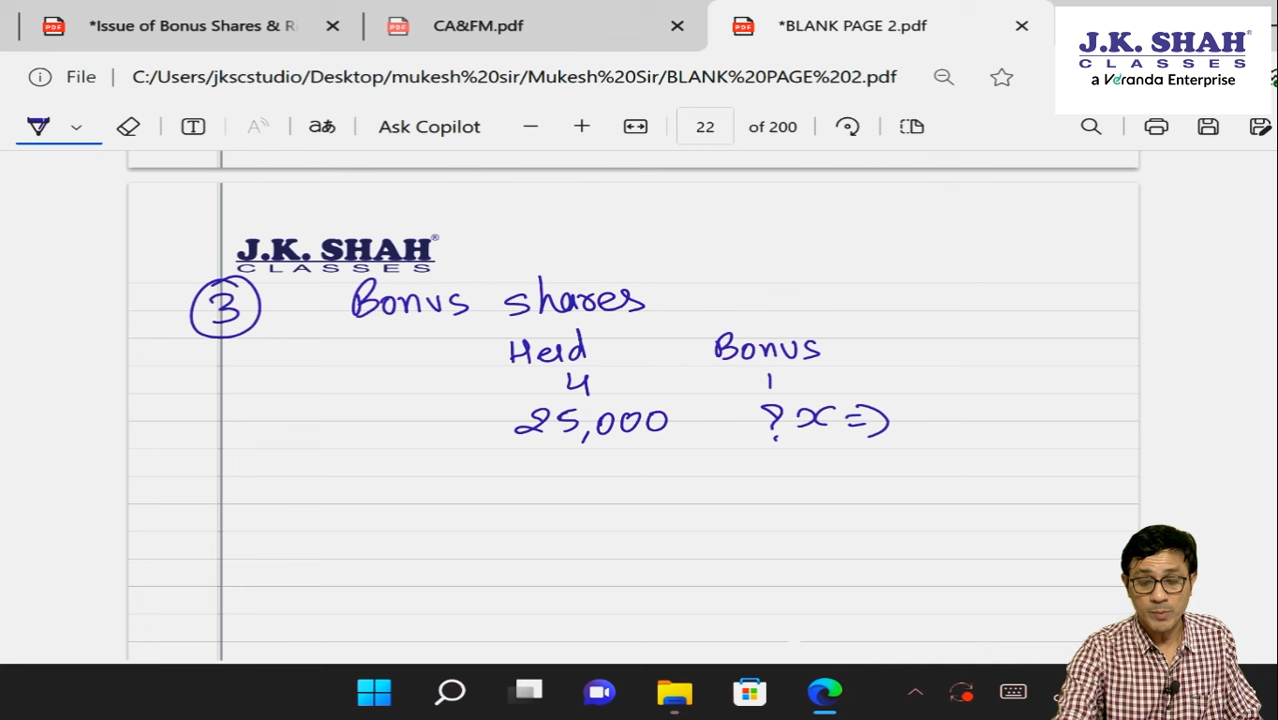 *Issue of Bonus Shares & Ri
CA&FM.pdf
*BLANK PAGE 2.pdf
J.K. SHAH®
CLASSES
a Veranda Enterprise
File
C:/Users/jkscstudio/Desktop/mukesh%20sir/Mukesh%20Sir/BLANK%20PAGE%202.pdf
Ask Copilot
22 of 200
J.K. SHAH®
CLASSES
3 Bonus shares
Held Bonus
4 1
25,000 ? x =>